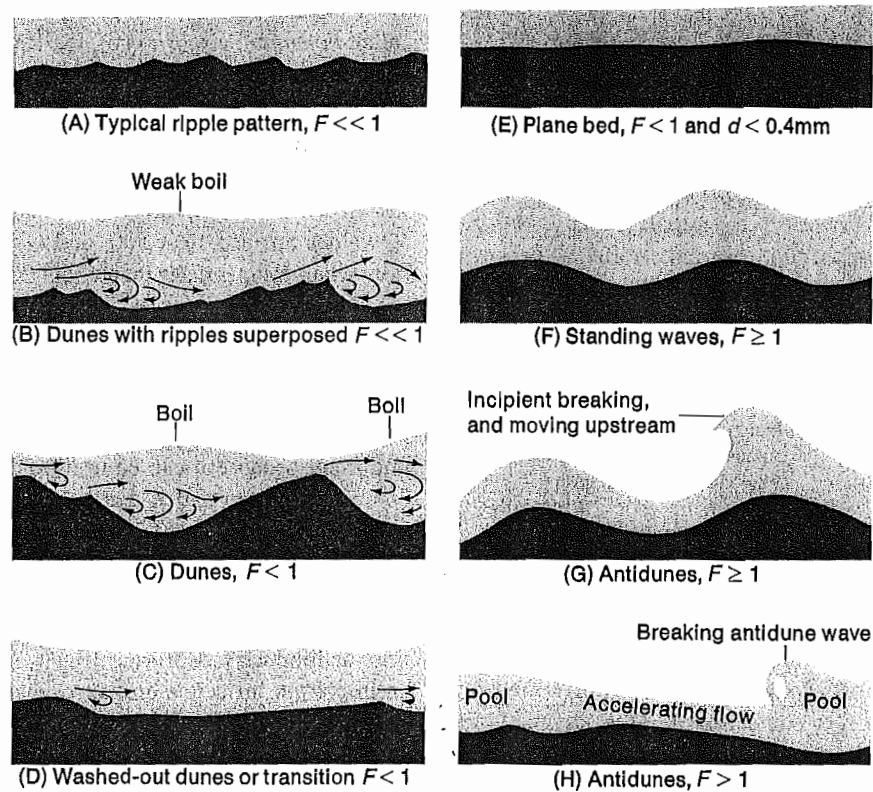 (A) Typical ripple pattern, F << 1
Weak boil
(B) Dunes with ripples superposed F << 1
Boil
Boil
(C) Dunes, F < 1
(D) Washed-out dunes or transition F < 1
(E) Plane bed, F < 1 and d < 0.4mm
(F) Standing waves, F ≥ 1
Incipient breaking,
and moving upstream
(G) Antidunes, F ≥ 1
Breaking antidune wave
Pool
Accelerating flow
Pool
(H) Antidunes, F > 1